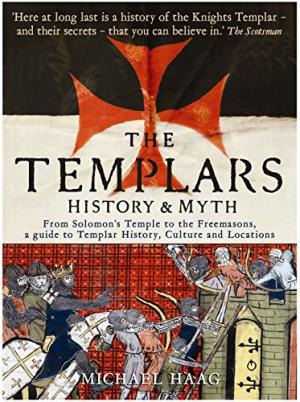 'Here at long last is a history of the Knights Templar –
and their secrets – that you can believe in.' The Scotsman
THE
TEMPLARS
HISTORY & MYTH
From Solomon's Temple to the Freemasons,
a guide to Templar History, Culture and Locations
MICHAEL HAAG